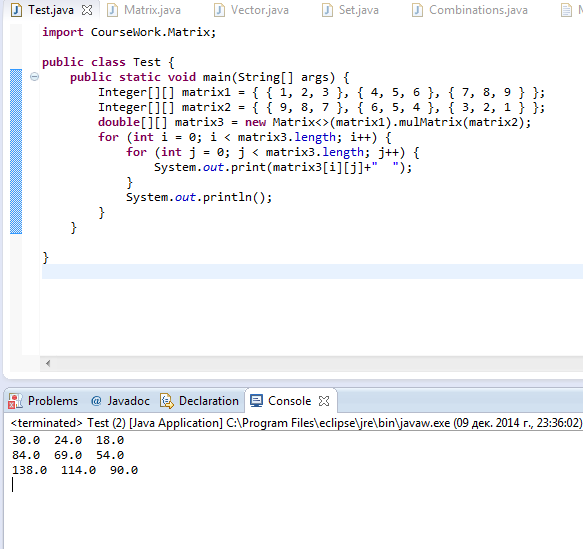 Test.java Matrix.java Vector.java Set.java Combinations.java
import CourseWork.Matrix;
public class Test {
public static void main(String[] args) {
Integer[][] matrix1 = { { 1, 2, 3 }, { 4, 5, 6 }, { 7, 8, 9 } };
Integer[][] matrix2 = { { 9, 8, 7 }, { 6, 5, 4 }, { 3, 2, 1 } };
double[][] matrix3 = new Matrix<>(matrix1).mulMatrix(matrix2);
for (int i = 0; i < matrix3.length; i++) {
for (int j = 0; j < matrix3.length; j++) {
System.out.print(matrix3[i][j]+"  ");
}
System.out.println();
}
}
}
Problems @ Javadoc Declaration Console
<terminated> Test (2) [Java Application] C:\Program Files\eclipse\jre\bin\javaw.exe (09 дек. 2014 г., 23:36:02)
30.0  24.0  18.0
84.0  69.0  54.0
138.0  114.0  90.0